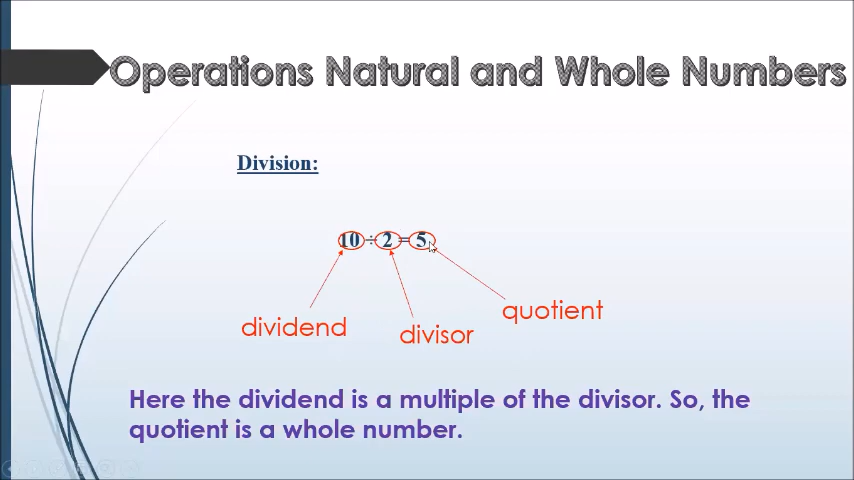 Operations Natural and Whole Numbers
Division:
10 ÷ 2 = 5
dividend
divisor
quotient
Here the dividend is a multiple of the divisor. So, the
quotient is a whole number.